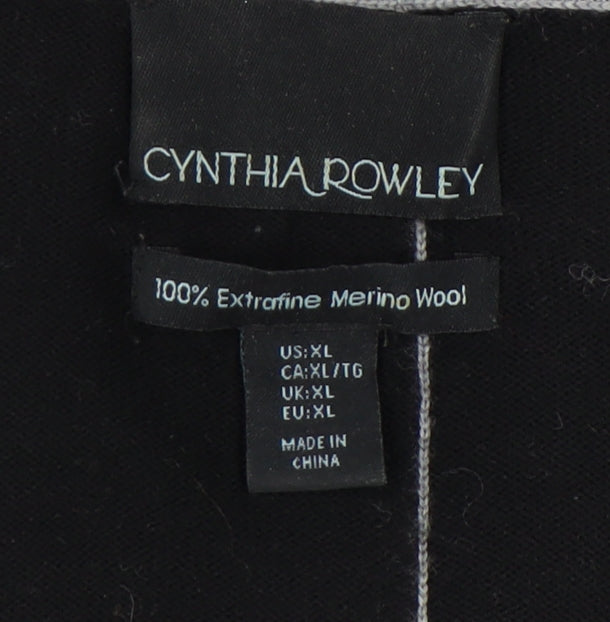 CYNTHIA ROWLEY
100% Extrafine Merino Wool
US:XL
CA:XL/TG
UK:XL
EU:XL
MADE IN
CHINA